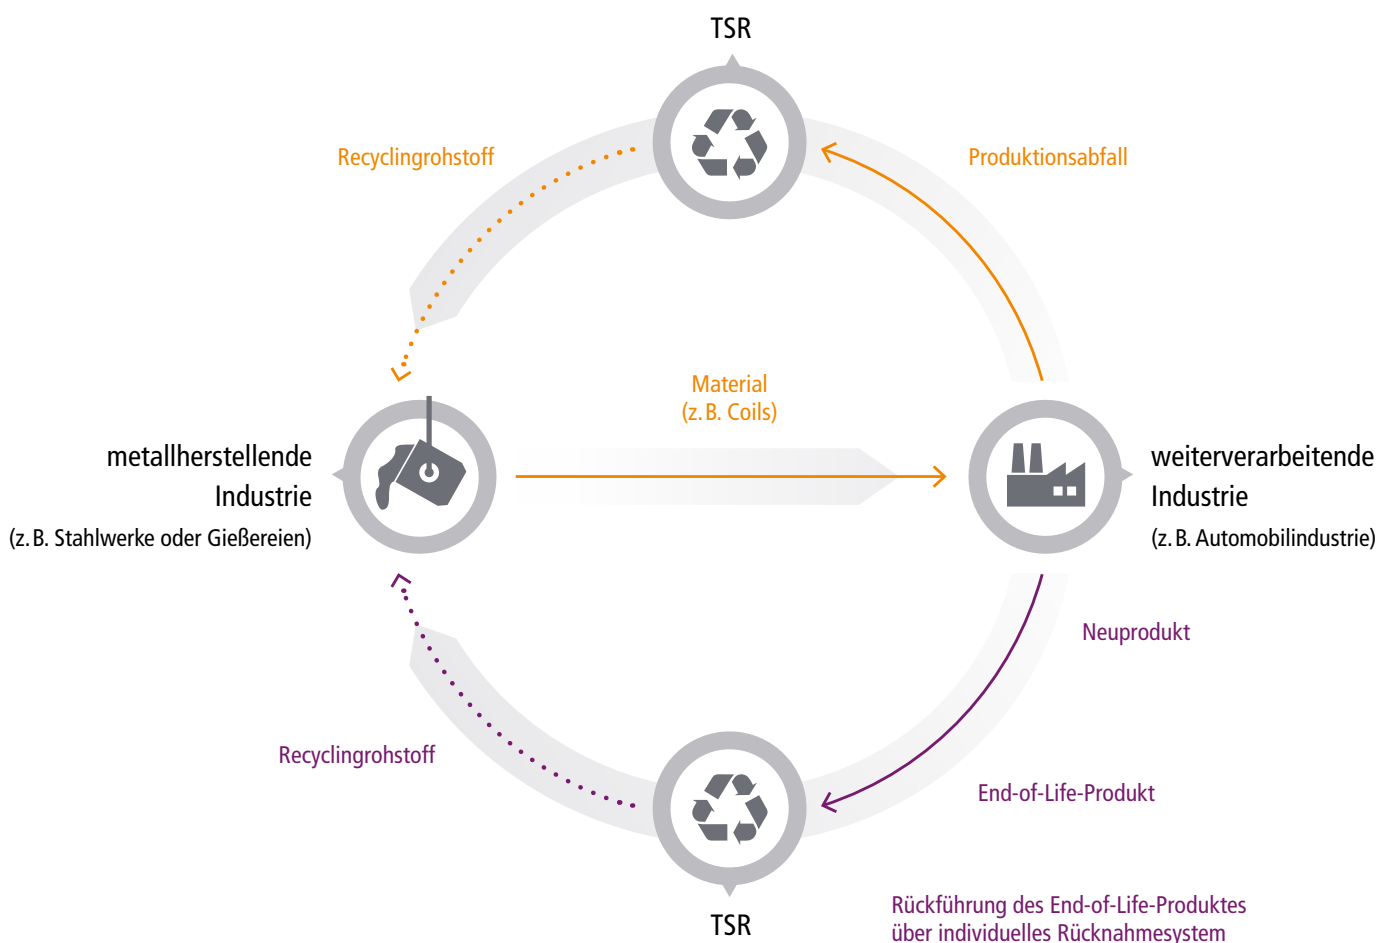 TSR
Recyclingrohstoff
Produktionsabfall
Material
(z. B. Coils)
metallherstellende
Industrie
(z. B. Stahlwerke oder Gießereien)
weiterverarbeitende
Industrie
(z. B. Automobilindustrie)
Neuprodukt
Recyclingrohstoff
End-of-Life-Produkt
TSR
Rückführung des End-of-Life-Produktes
über individuelles Rücknahmesystem